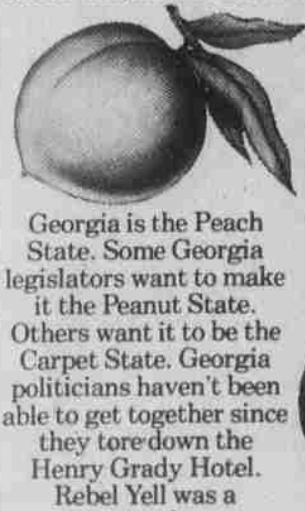 Georgia is the Peach
State. Some Georgia
legislators want to make
it the Peanut State.
Others want it to be the
Carpet State. Georgia
politicians haven't been
able to get together since
they tore down the
Henry Grady Hotel.
Rebel Yell was a